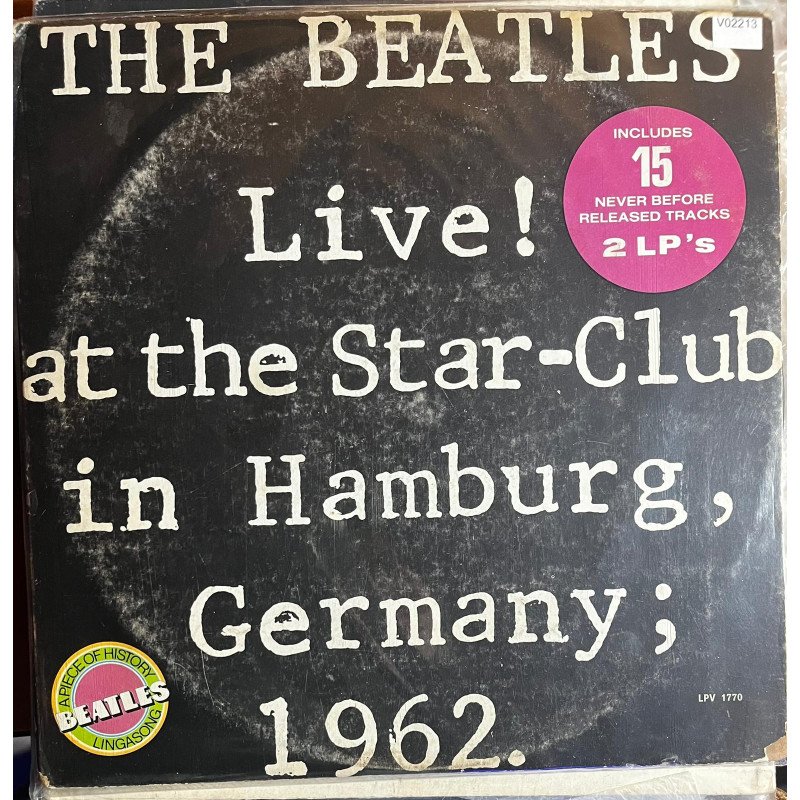 V02213
THE BEATLES
INCLUDES
15
NEVER BEFORE
RELEASED TRACKS
2 LP's
Live!
at the Star-Club
in Hamburg,
Germany;
1962.
LPV 1770
A PIECE OF HISTORY
BEATLES
LINGASONG